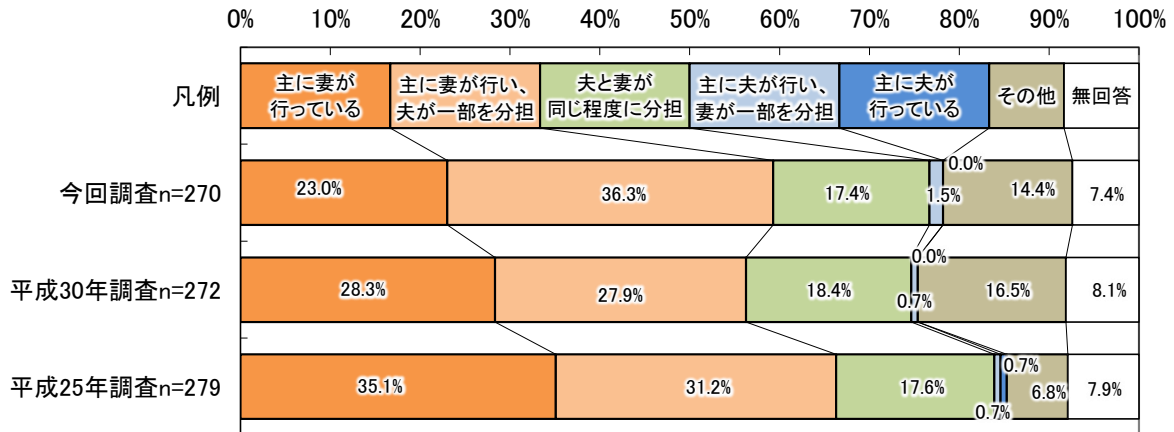 0% 10% 20% 30% 40% 50% 60% 70% 80% 90% 100%
凡例
主に妻が
行っている
主に妻が行い、
夫が一部を分担
夫と妻が
同じ程度に分担
主に夫が行い、
妻が一部を分担
主に夫が
行っている
その他
無回答
今回調査n=270
23.0% 36.3% 17.4% 1.5% 0.0% 14.4% 7.4%
平成30年調査n=272
28.3% 27.9% 18.4% 0.7% 0.0% 16.5% 8.1%
平成25年調査n=279
35.1% 31.2% 17.6% 0.7% 0.7% 6.8% 7.9%